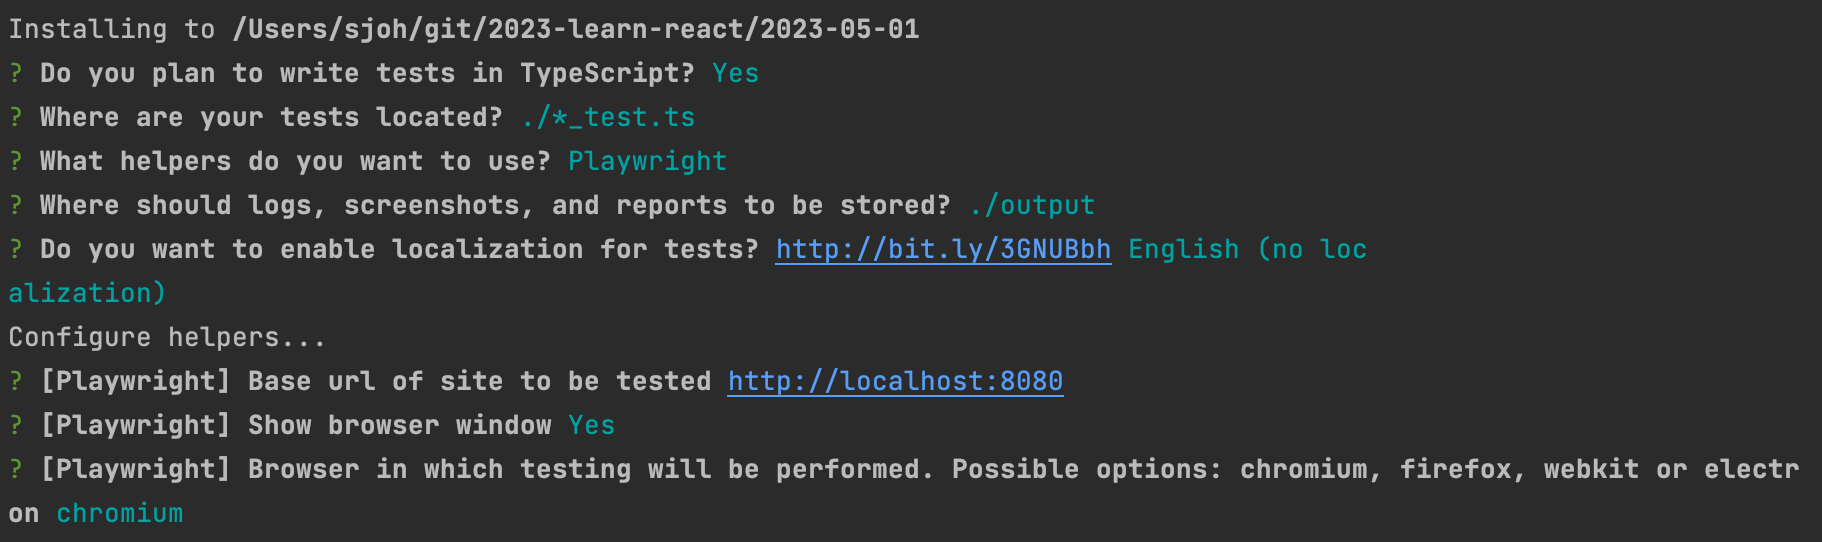 Installing to /Users/sjoh/git/2023-learn-react/2023-05-01
? Do you plan to write tests in TypeScript? Yes
? Where are your tests located? ./*_test.ts
? What helpers do you want to use? Playwright
? Where should logs, screenshots, and reports to be stored? ./output
? Do you want to enable localization for tests? http://bit.ly/3GNUBbh English (no loc
alization)
Configure helpers...
? [Playwright] Base url of site to be tested http://localhost:8080
? [Playwright] Show browser window Yes
? [Playwright] Browser in which testing will be performed. Possible options: chromium, firefox, webkit or electr
on chromium